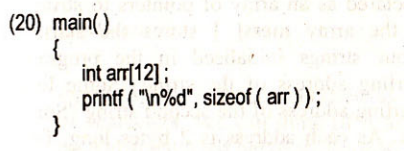 (20) main( )
{
int arr[12] ;
printf ( "\n%d", sizeof ( arr ) ) ;
}